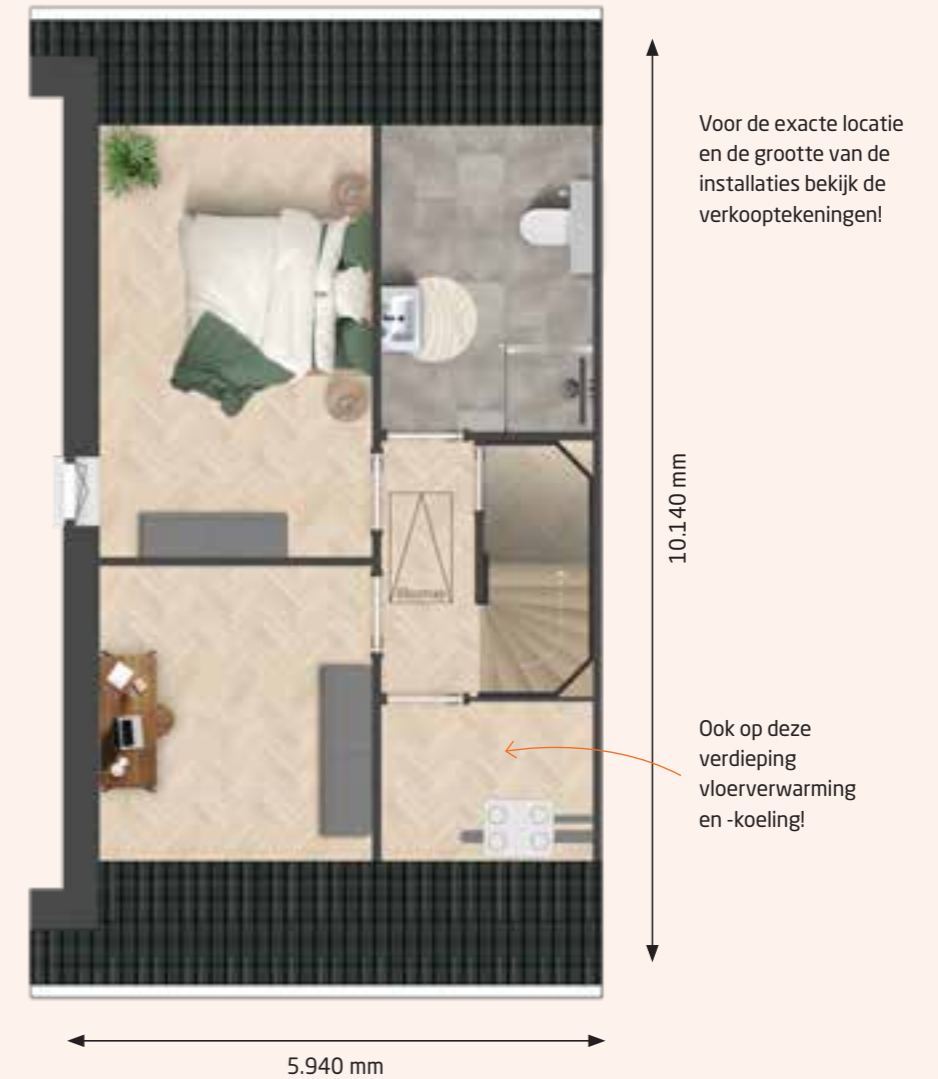 Voor de exacte locatie
en de grootte van de
installaties bekijk de
verkooptekeningen!
10.140 mm
Ook op deze
verdieping
vloerverwarming
en -koeling!
5.940 mm